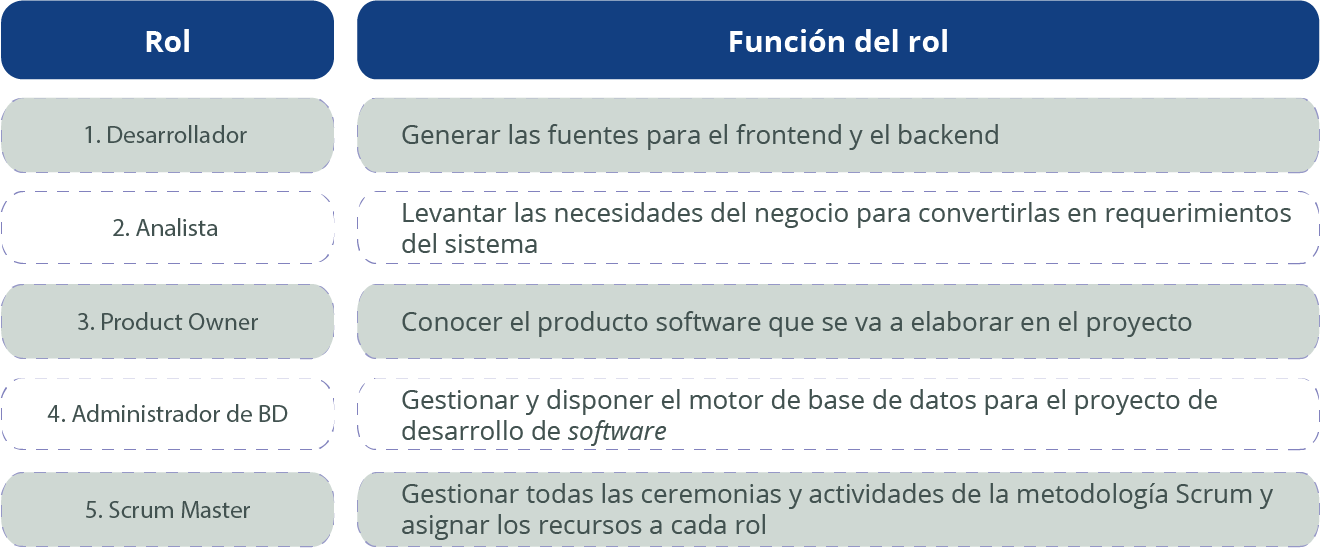 Rol
Función del rol
1. Desarrollador
Generar las fuentes para el frontend y el backend
2. Analista
Levantar las necesidades del negocio para convertirlas en requerimientos
del sistema
3. Product Owner
Conocer el producto software que se va a elaborar en el proyecto
4. Administrador de BD
Gestionar y disponer el motor de base de datos para el proyecto de
desarrollo de software
5. Scrum Master
Gestionar todas las ceremonias y actividades de la metodología Scrum y
asignar los recursos a cada rol